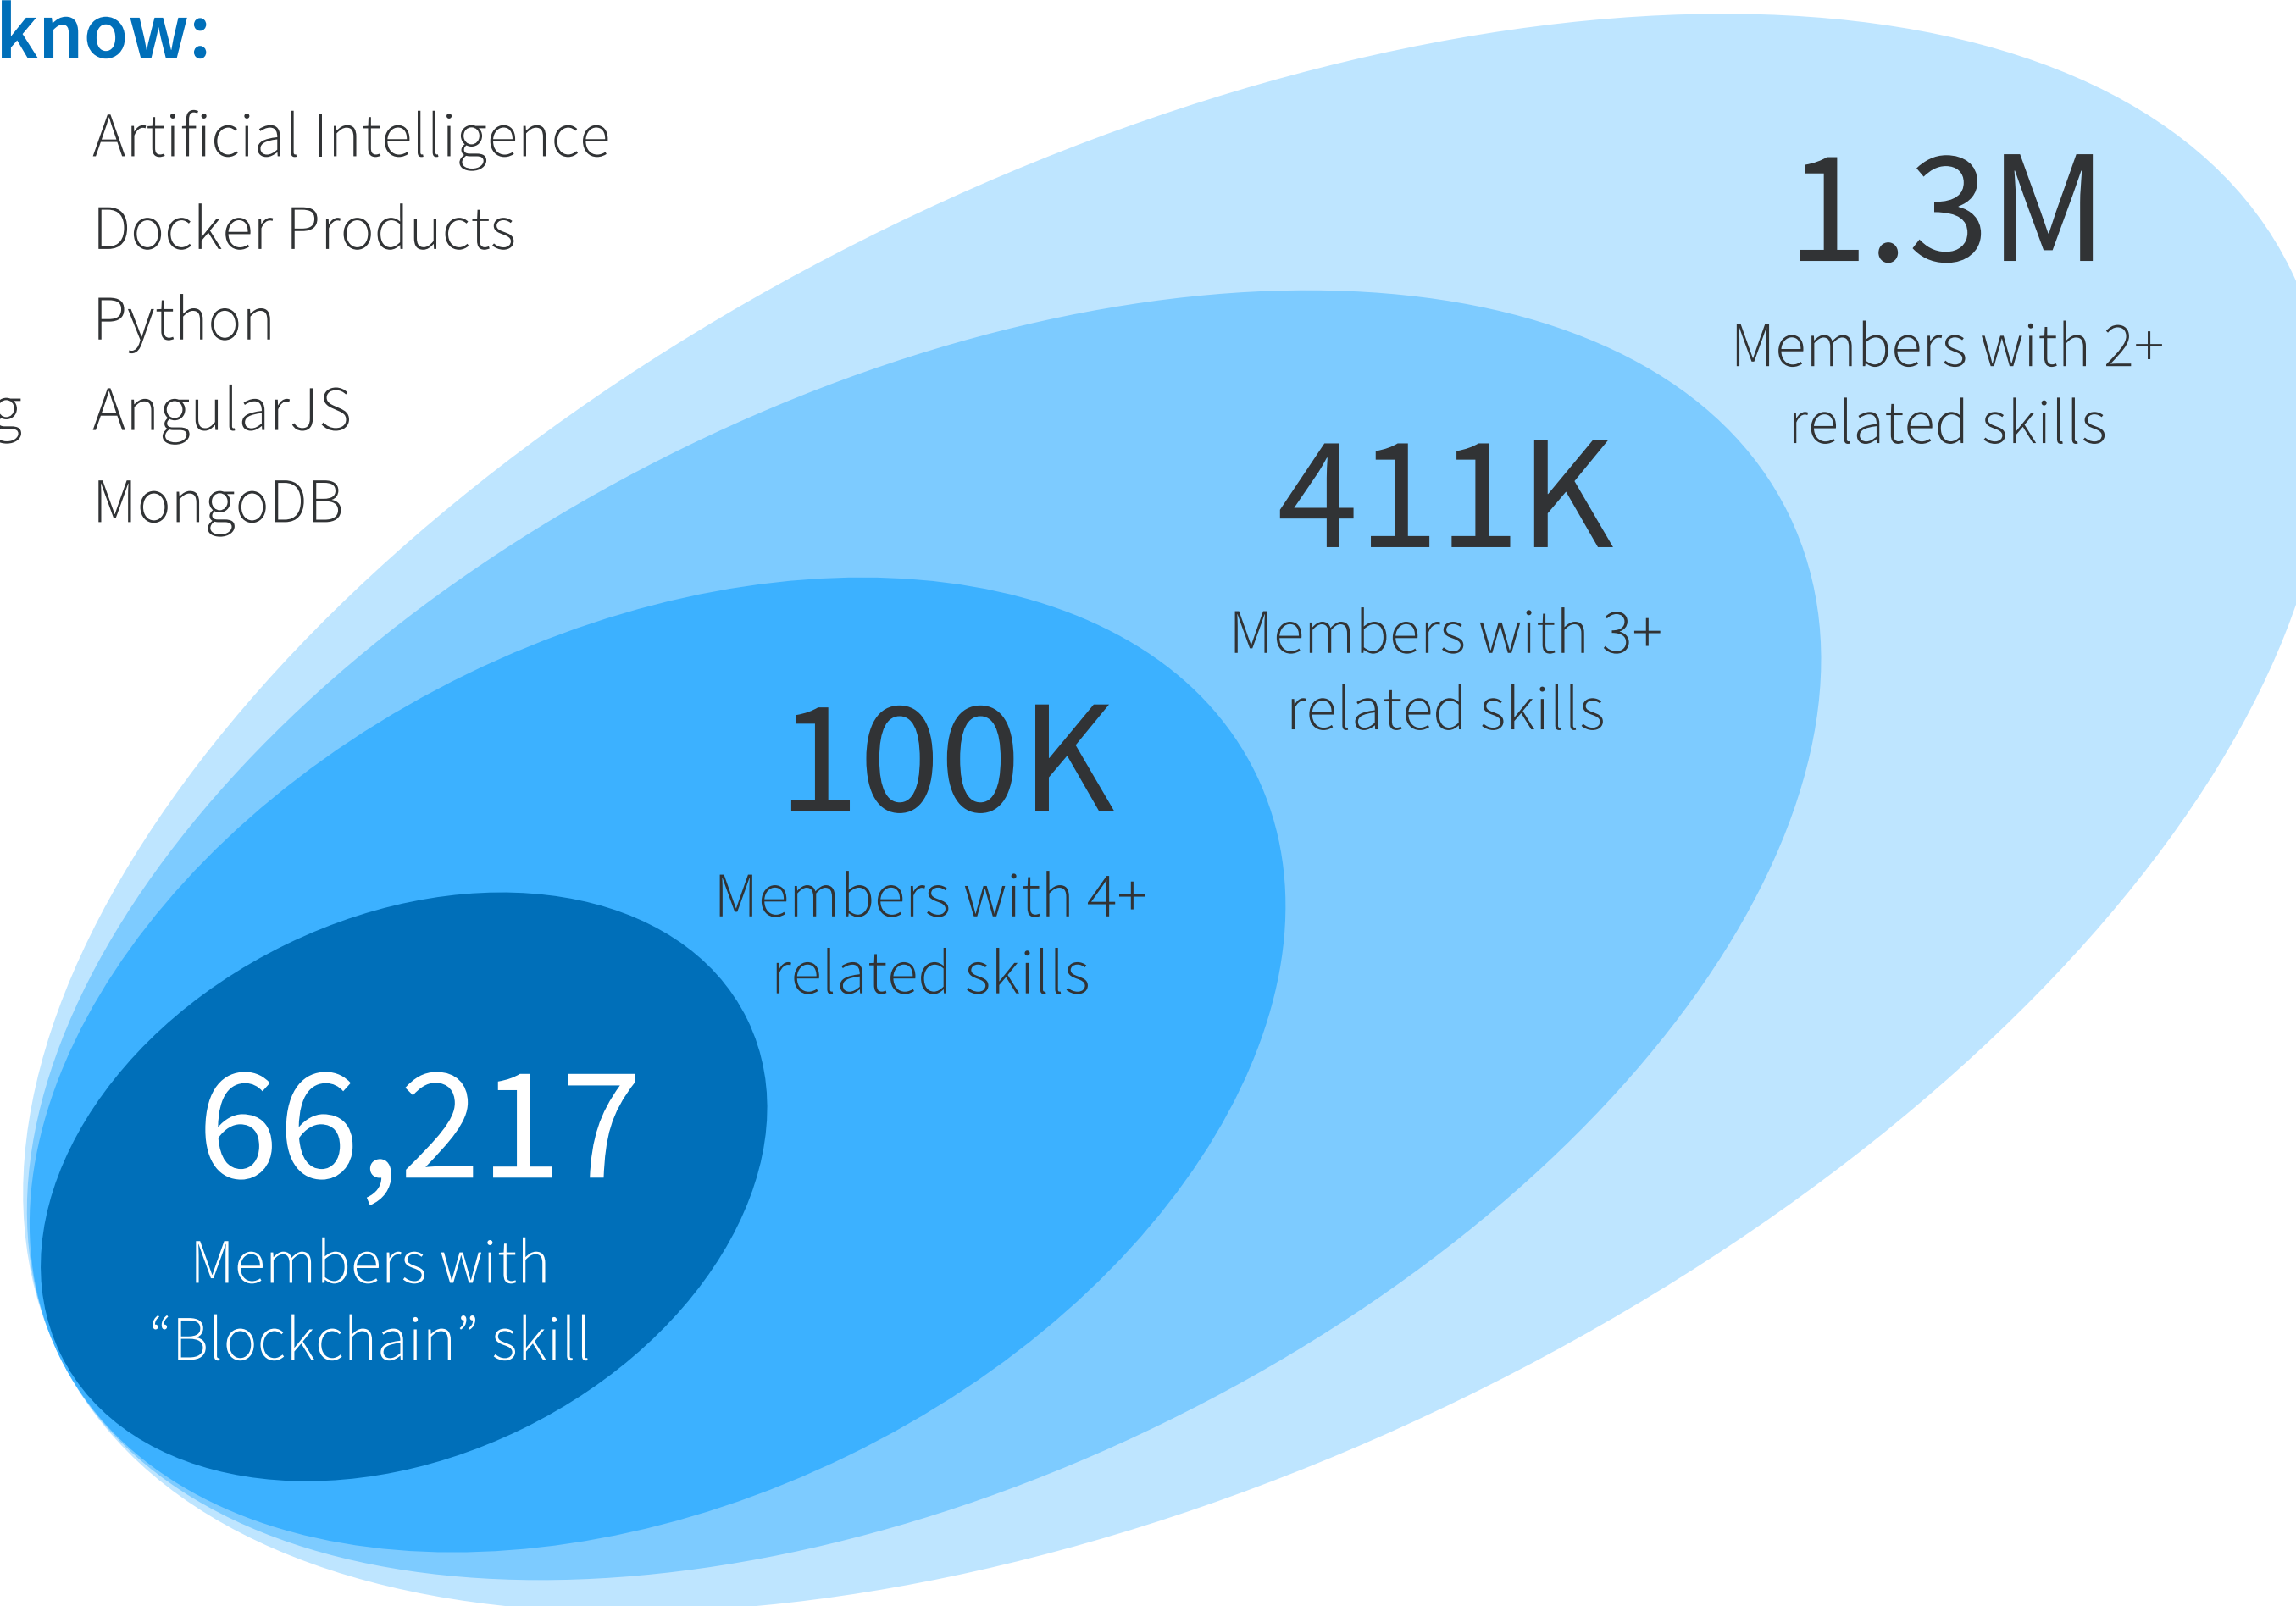 know:
Artificial Intelligence
Docker Products
Python
g AngularJS
MongoDB
1.3M
Members with 2+
related skills
411K
Members with 3+
related skills
100K
Members with 4+
related skills
66,217
Members with
“Blockchain” skill